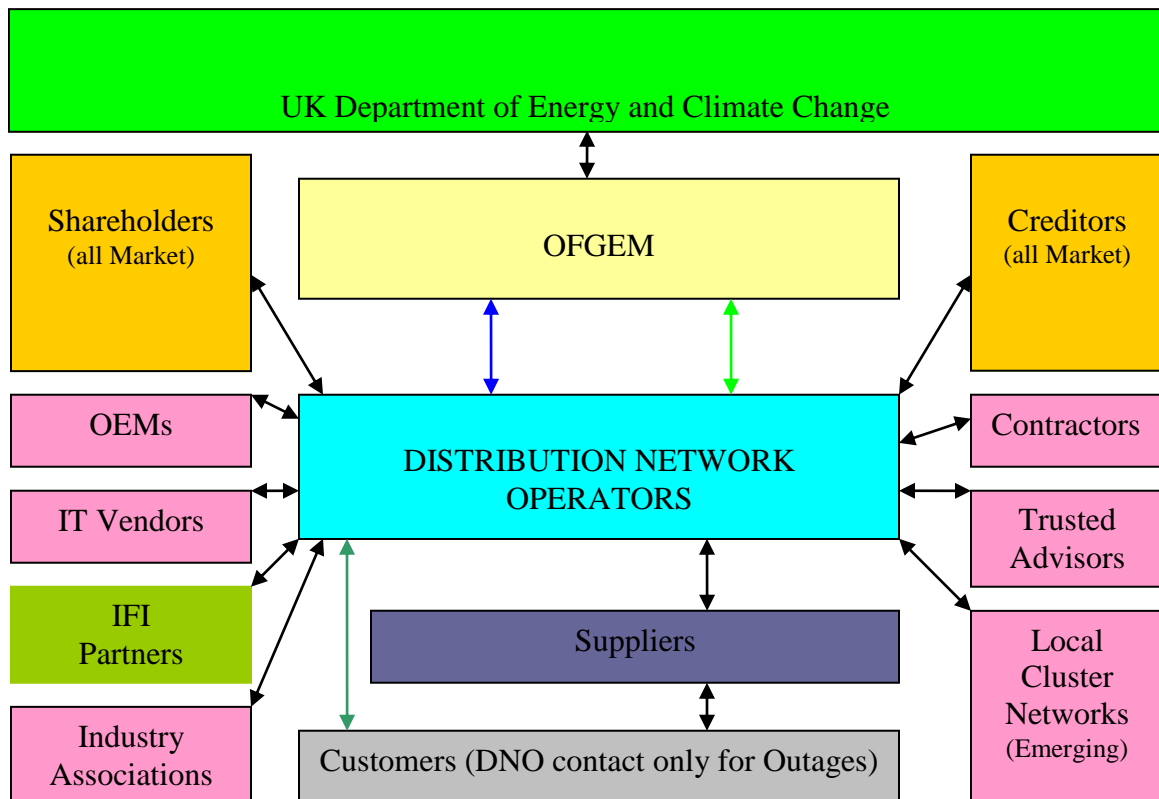 UK Department of Energy and Climate Change
Shareholders
(all Market)
OFGEM
Creditors
(all Market)
OEMs
DISTRIBUTION NETWORK
OPERATORS
Contractors
IT Vendors
Trusted
Advisors
IFI
Partners
Suppliers
Local
Cluster
Networks
(Emerging)
Industry
Associations
Customers (DNO contact only for Outages)